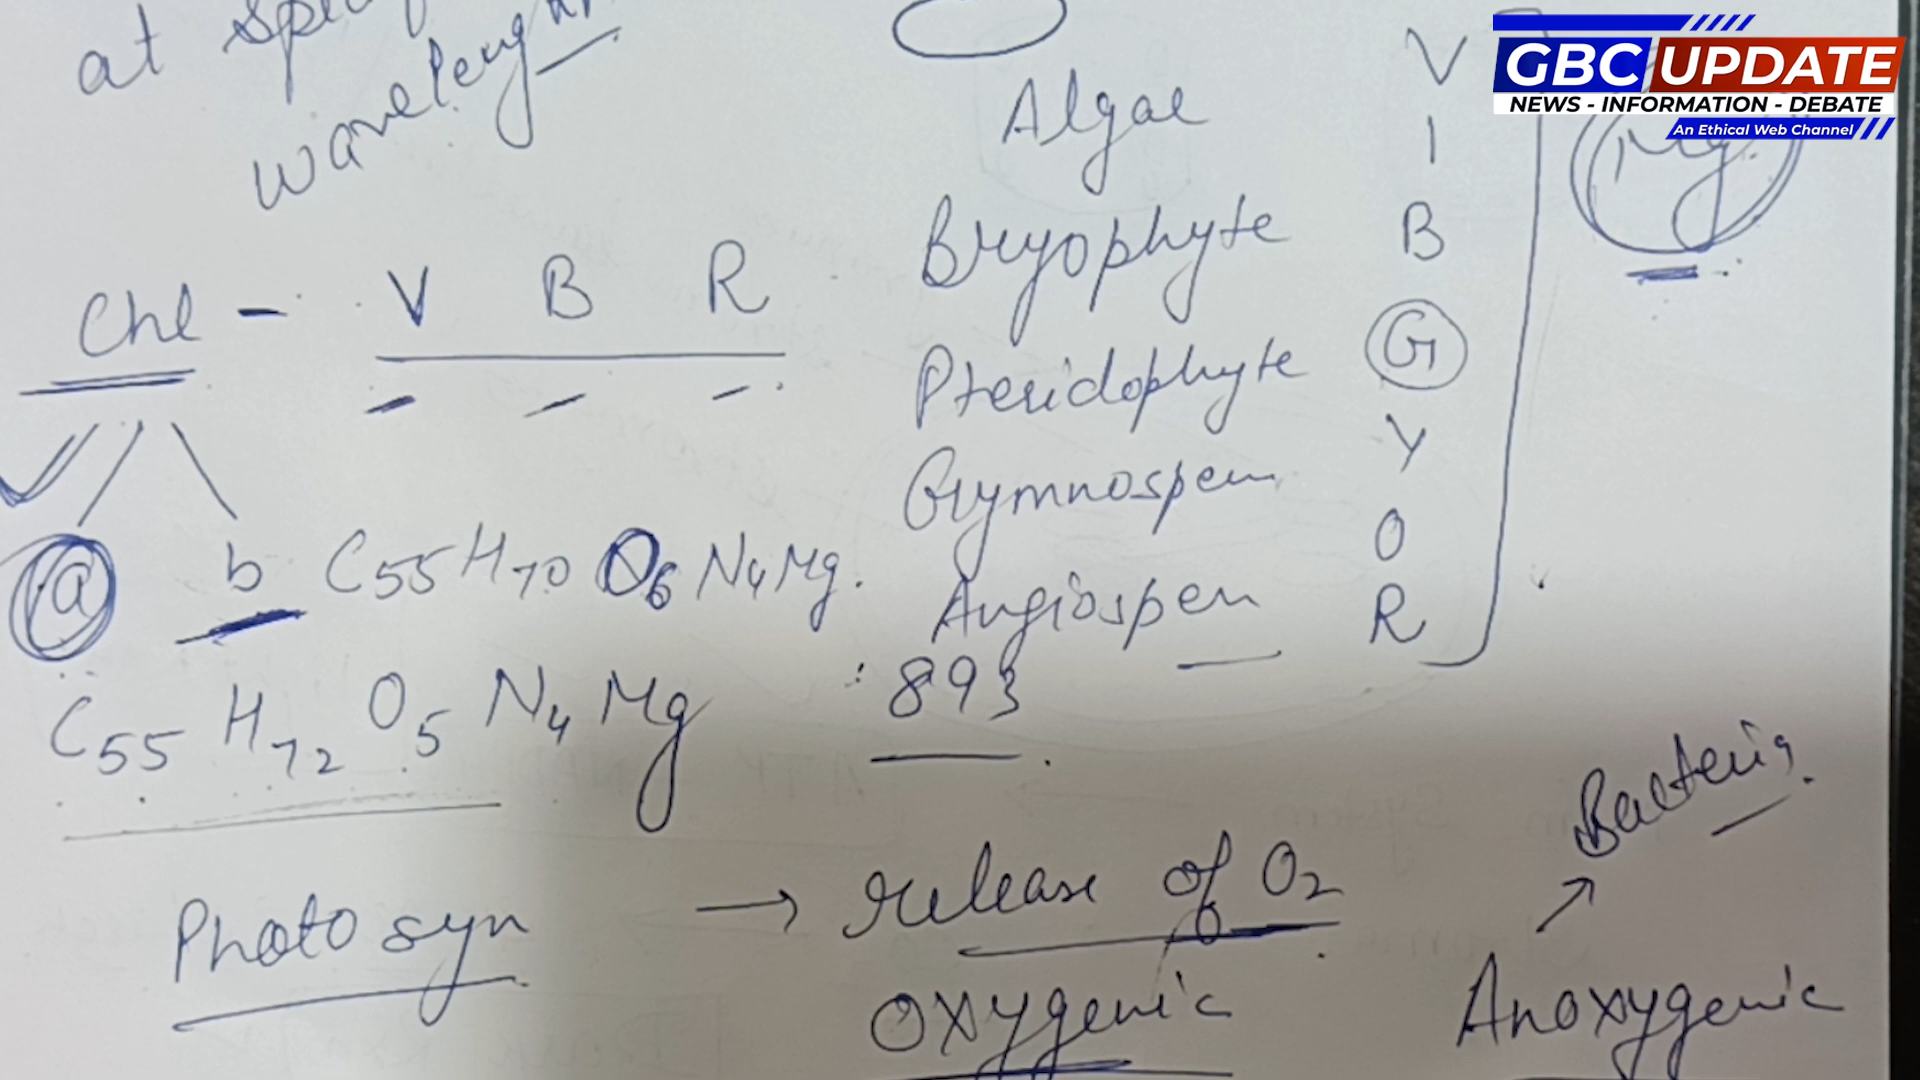 at
wavelength
Algae
Bryophyte
Pteridophyte
Gymnosperm
Angiosperm
893
V
I
B
G
Y
O
R
Mg
GBC UPDATE
NEWS - INFORMATION - DEBATE
An Ethical Web Channel
Chl - V B R
a b C55H70O6N4Mg.
C55H72O5N4Mg
Photosyn → release of O2
Oxygenic
Bacteria
Anoxygenic